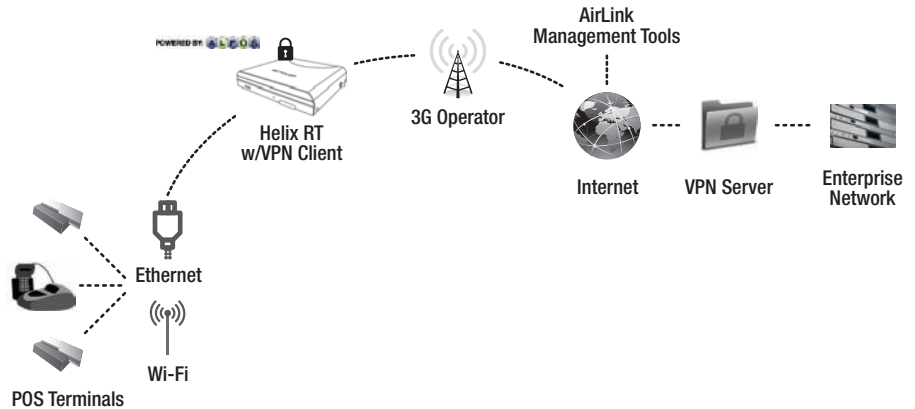 AirLink
Management Tools
POWERED BY: ALEOS
3G Operator
Helix RT
w/VPN Client
Internet
VPN Server
Enterprise
Network
Ethernet
Wi-Fi
POS Terminals